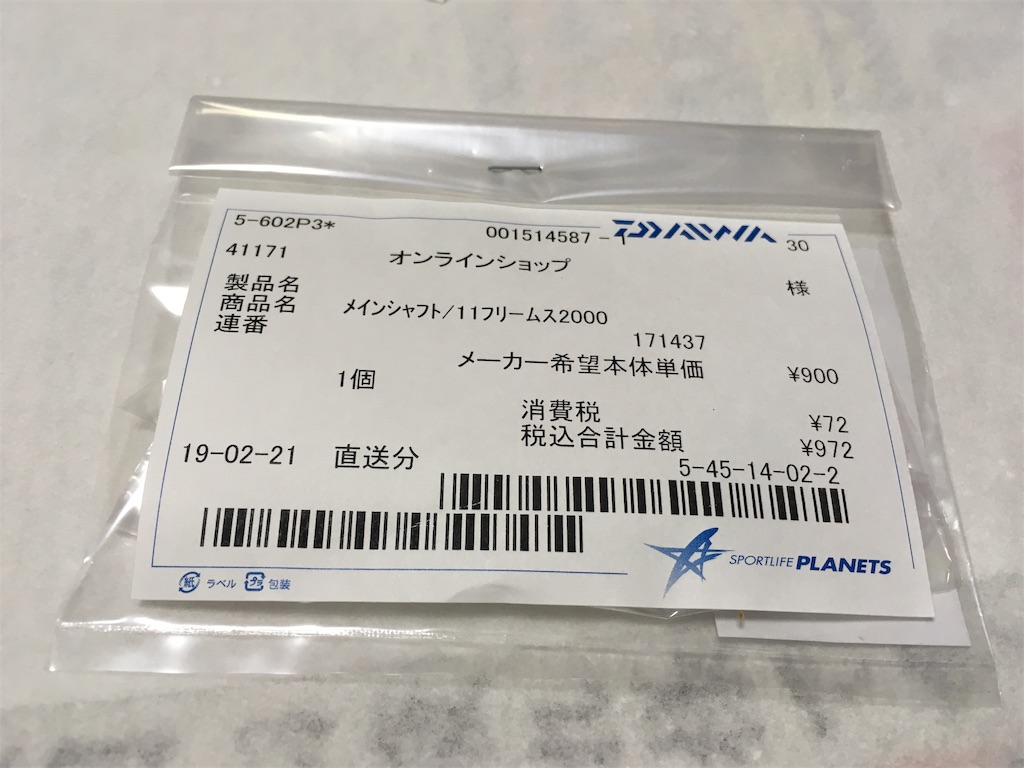 5-602P3*
001514587-1 DAIWA 30
41171 オンラインショップ 様
製品名
商品名 メインシャフト/11フリームス2000
連番 171437
メーカー希望本体単価 ¥900
1個
消費税 ¥72
税込合計金額 ¥972
19-02-21 直送分 5-45-14-02-2
SPORTLIFE PLANETS
紙 ラベル プラ 包装